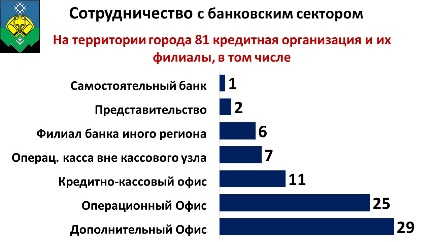 Сотрудничество с банковским сектором
На территории города 81 кредитная организация и их
филиалы, в том числе
Самостоятельный банк 1
Представительство 2
Филиал банка иного региона 6
Операц. касса вне кассового узла 7
Кредитно-кассовый офис 11
Операционный Офис 25
Дополнительный Офис 29